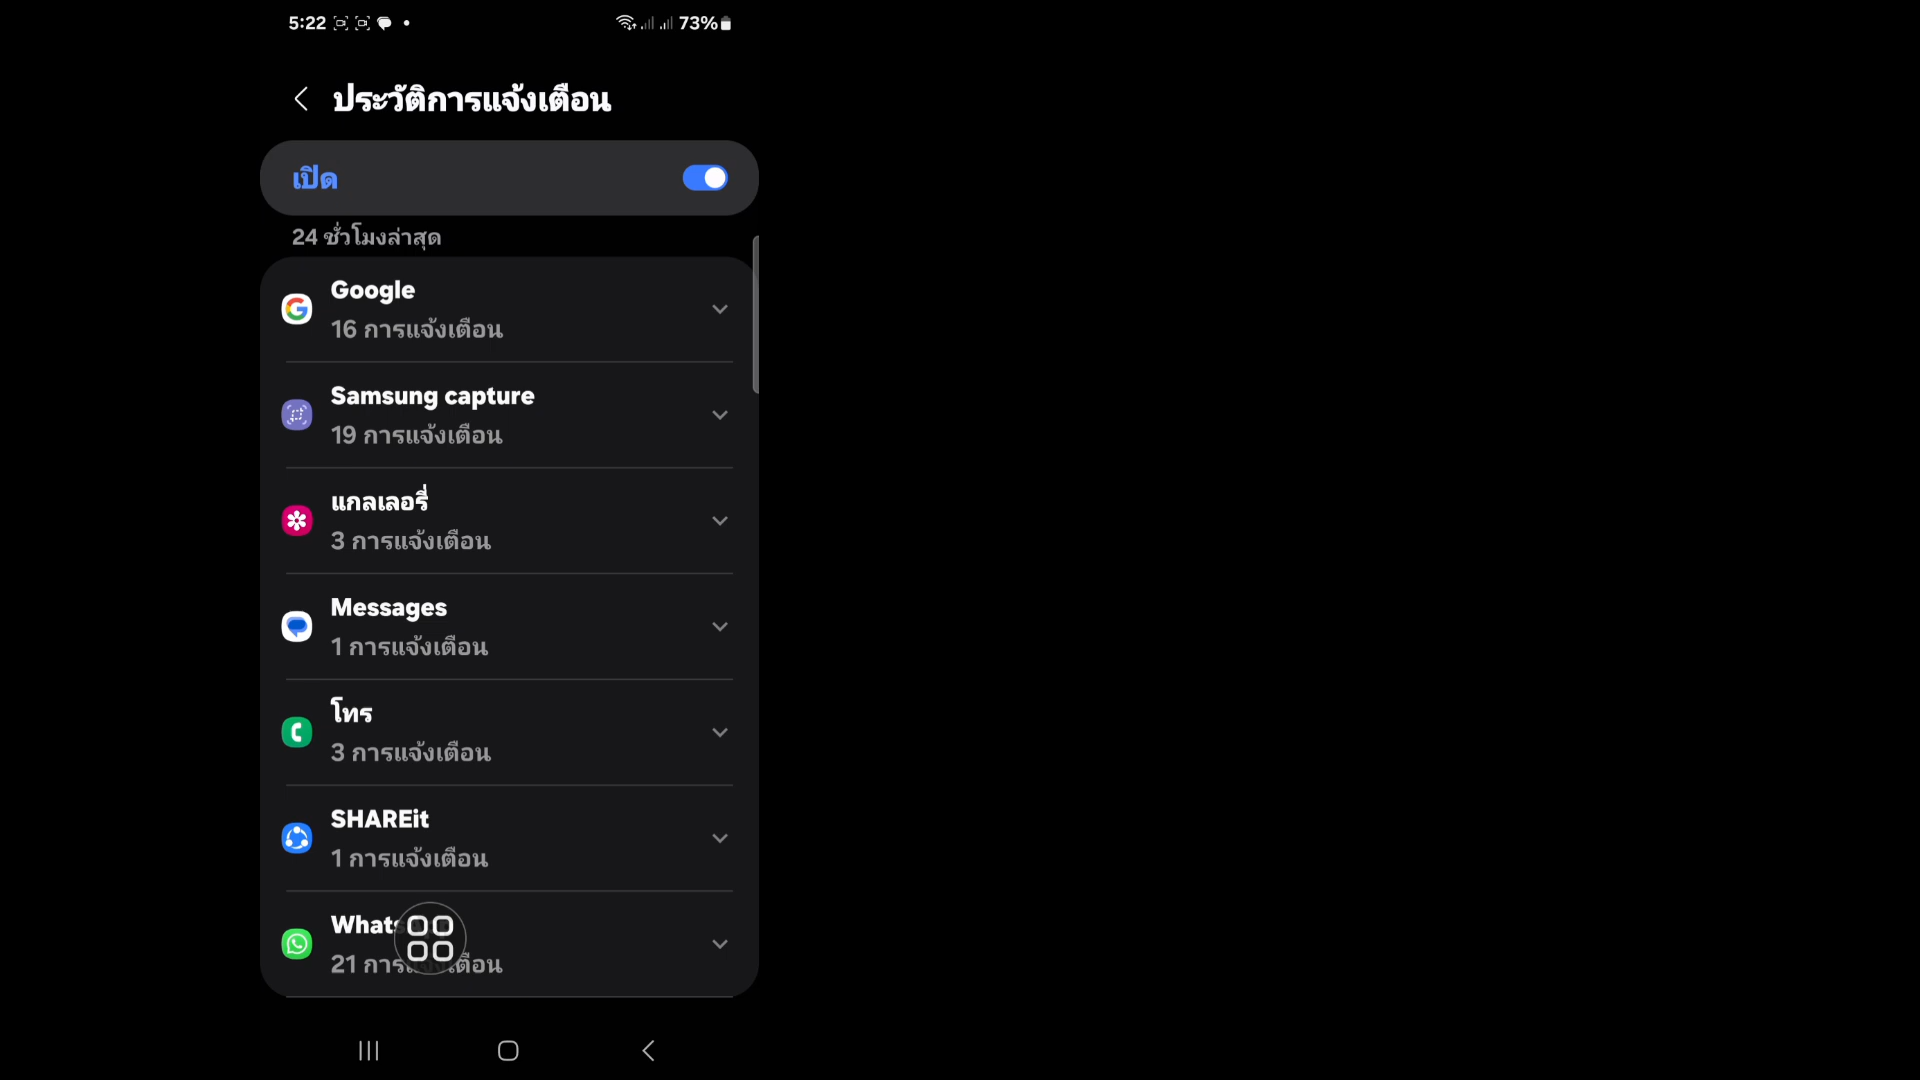 5:22 73%
ประวัติการแจ้งเตือน
เปิด
24 ชั่วโมงล่าสุด
Google
16 การแจ้งเตือน
Samsung capture
19 การแจ้งเตือน
แกลเลอรี่
3 การแจ้งเตือน
Messages
1 การแจ้งเตือน
โทร
3 การแจ้งเตือน
SHAREit
1 การแจ้งเตือน
WhatsApp
21 การแจ้งเตือน